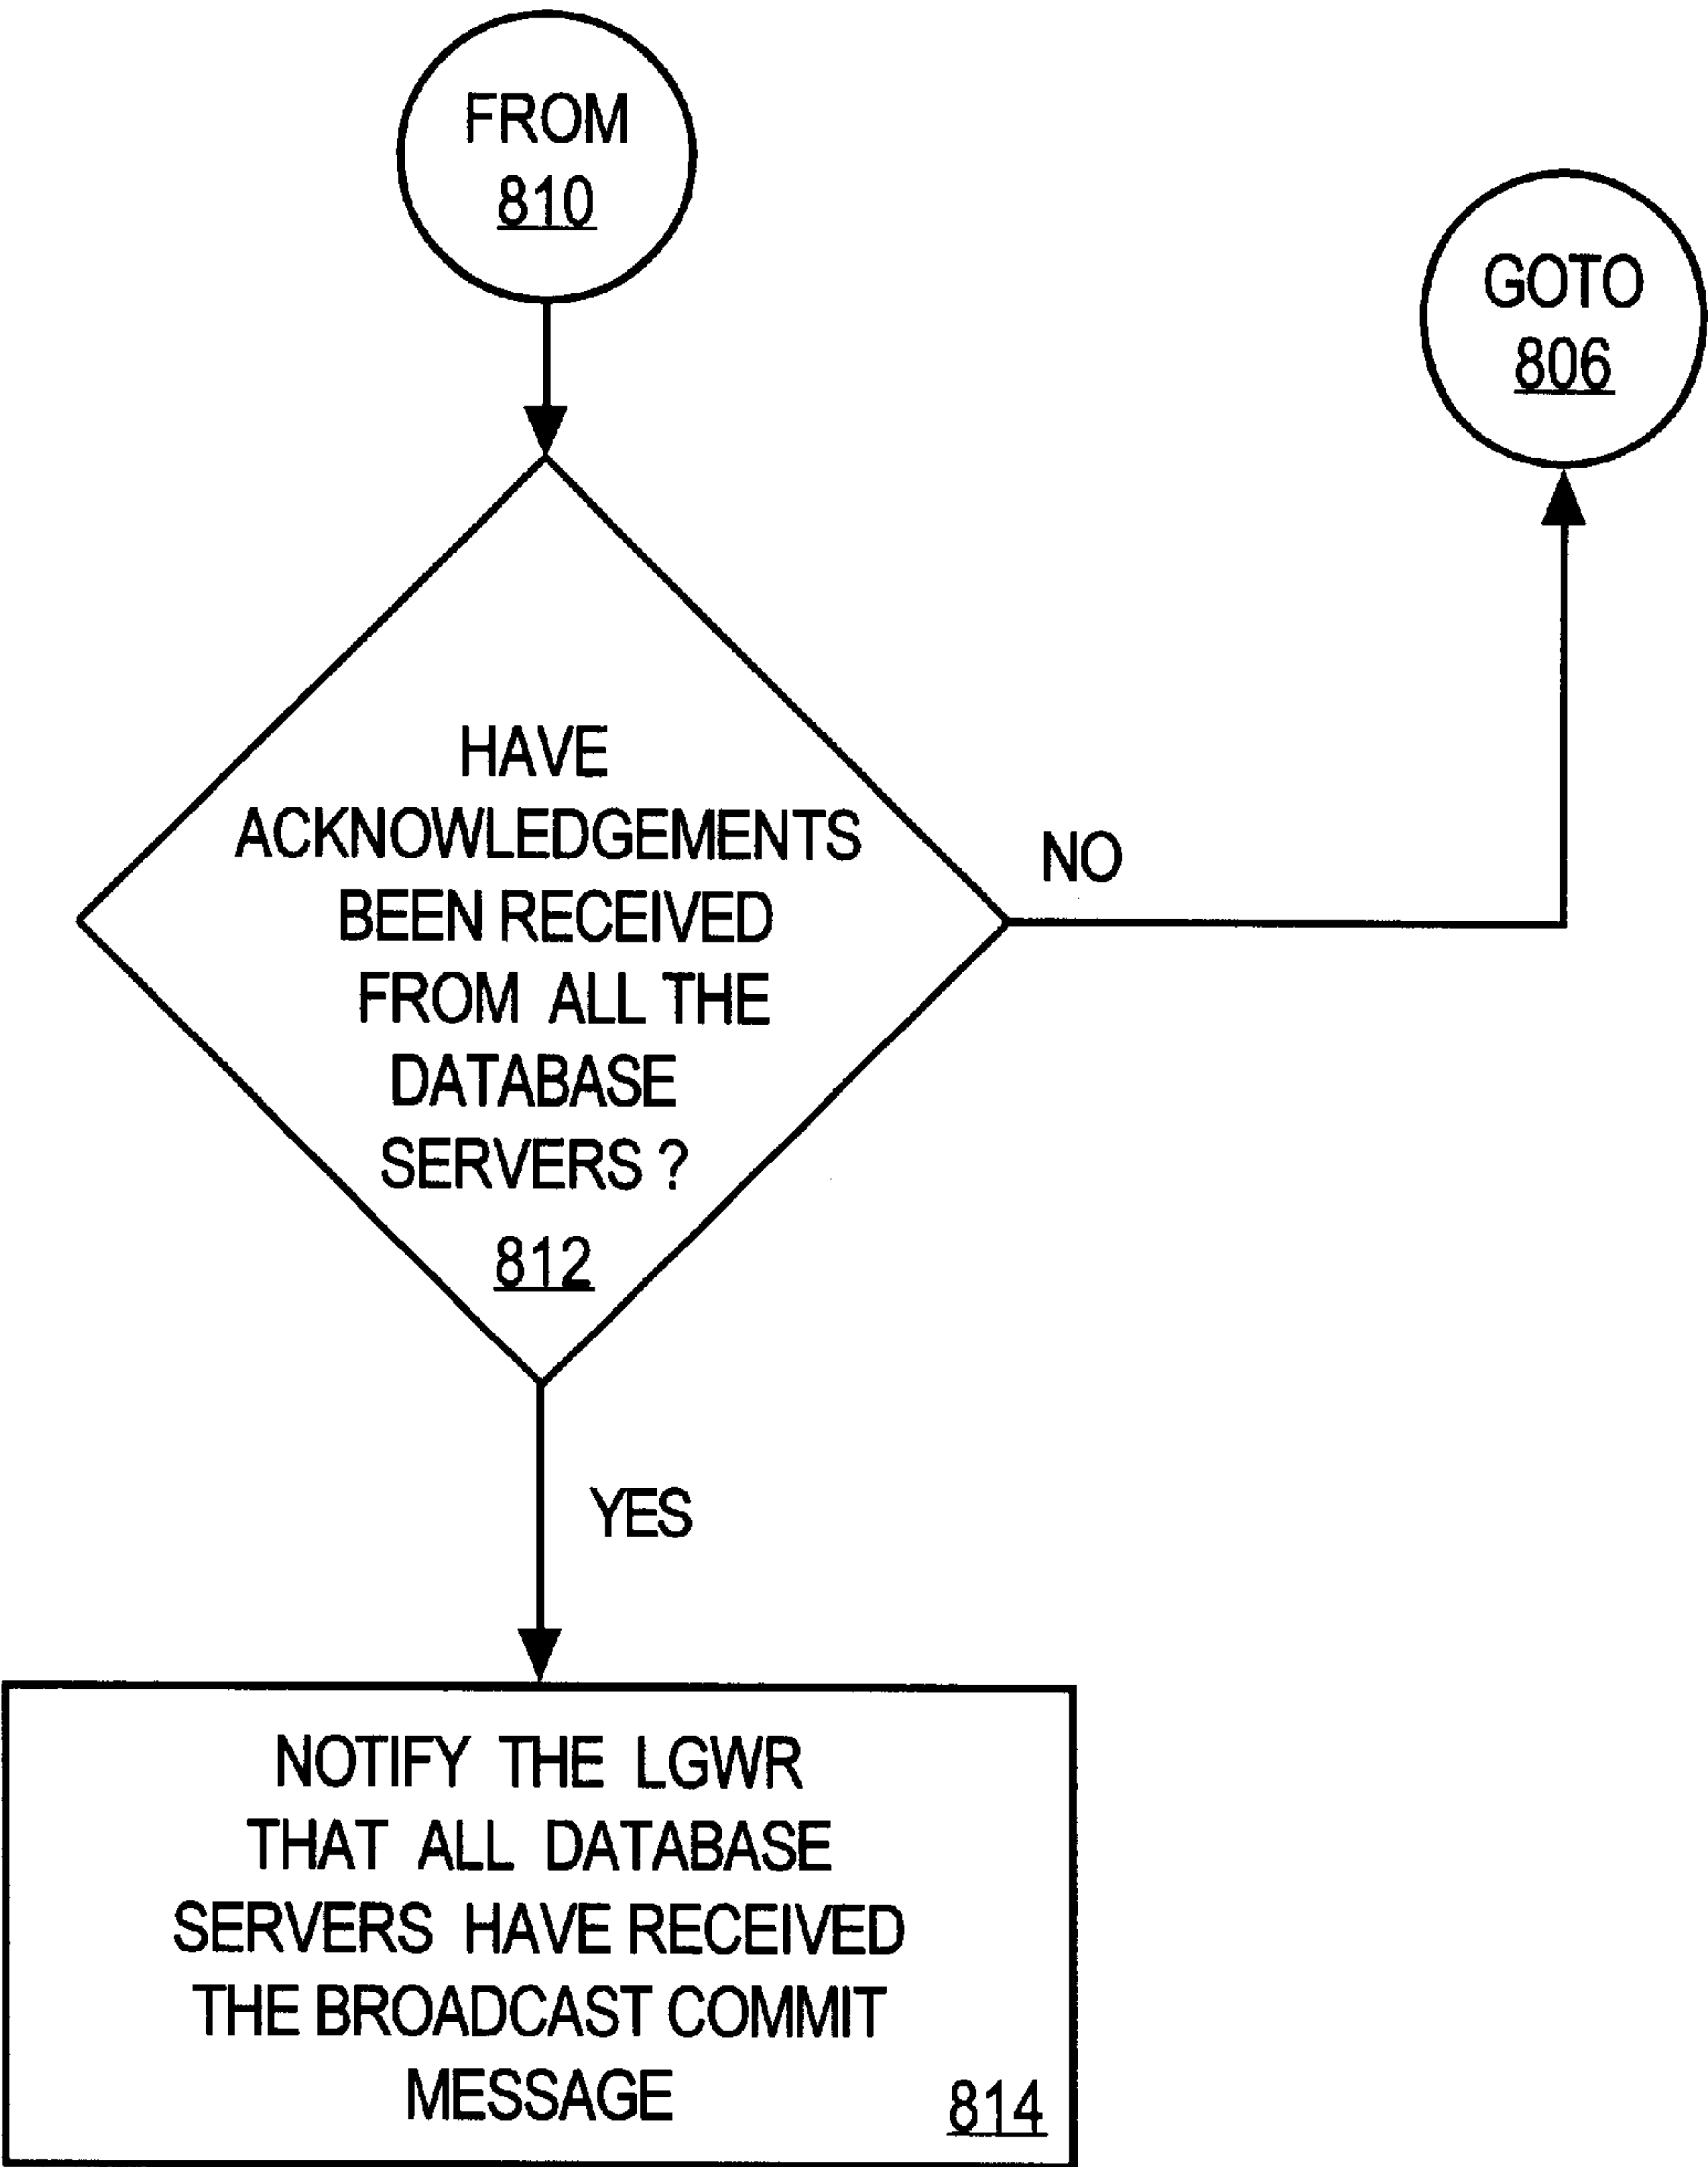 FROM
810
GOTO
806
HAVE
ACKNOWLEDGEMENTS
BEEN RECEIVED
FROM ALL THE
DATABASE
SERVERS ?
812
NO
YES
NOTIFY THE LGWR
THAT ALL DATABASE
SERVERS HAVE RECEIVED
THE BROADCAST COMMIT
MESSAGE
814